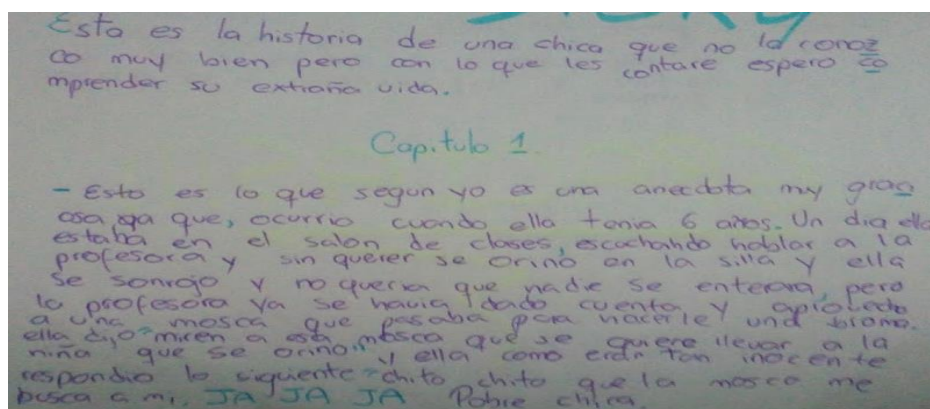 Esta es la historia de una chica que no la conoz
co muy bien pero con lo que les contare espero co
mprender su extraña vida.
Capitulo 1.
- Esto es lo que segun yo es una anecdota muy graci
osa ya que, ocurrio cuando ella tenia 6 años. Un dia ella
estaba en el salon de clases, escuchando hablar a la
profesora y sin querer se orino en la silla y ella
se sonrojo y no queria que nadie se enterara, pero
la profesora ya se havia dado cuenta y
a una mosca que pasaba para hacerle una broma.
ella dijo "miren a esa mosca que se quiere llevar a la
niña que se orino" y ella como era tan inocente
respondio lo siguiente "chito chito que la mosca me
busca a mi. JA JA JA Pobre chica.